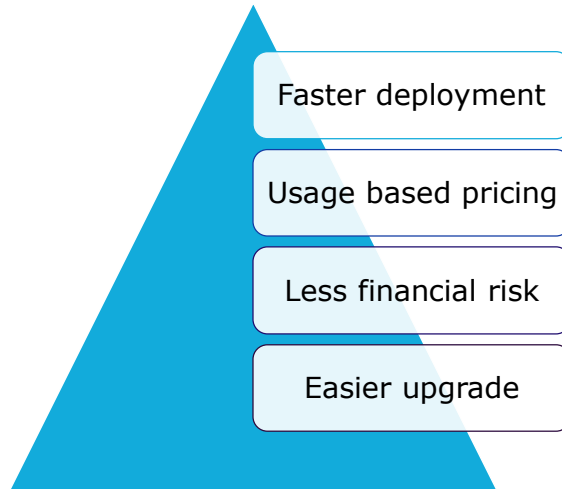 Faster deployment
Usage based pricing
Less financial risk
Easier upgrade